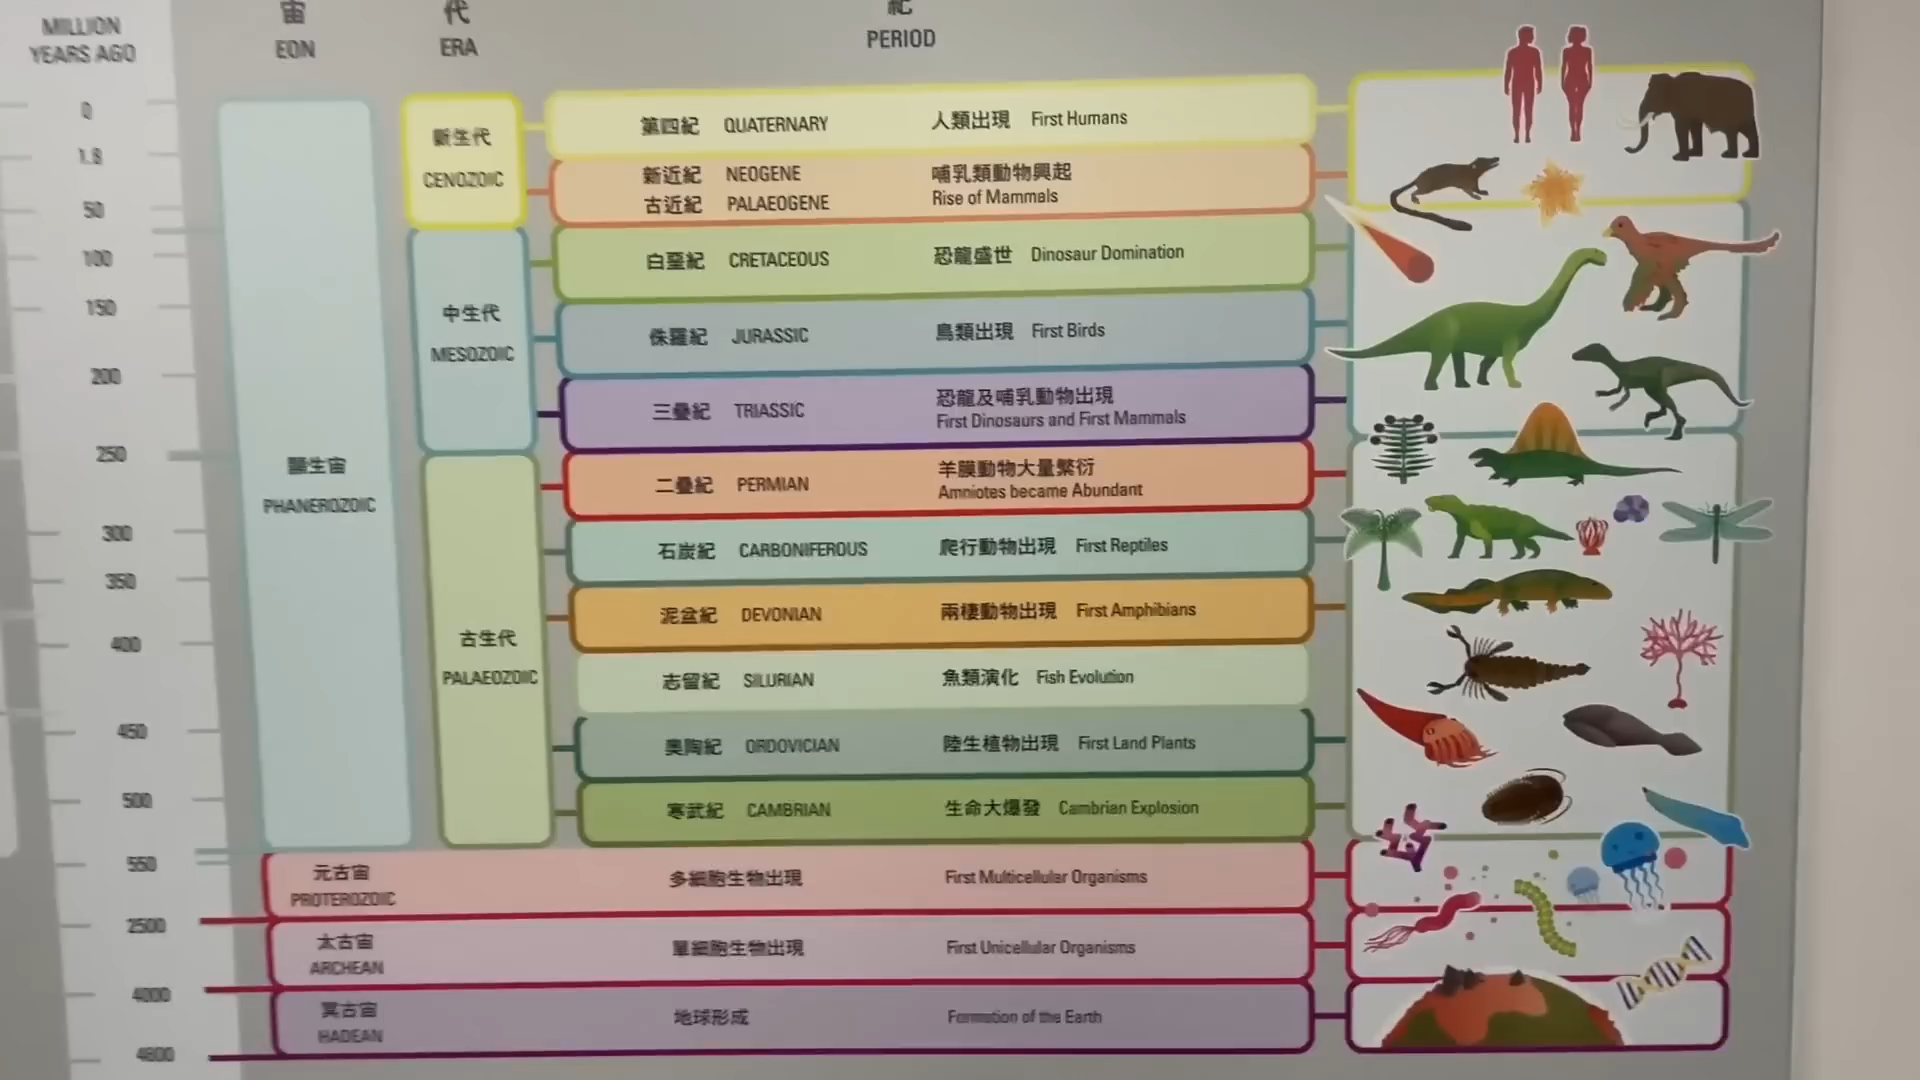 MILLION
YEARS AGO
宙
EON
代
ERA
紀
PERIOD
0
1.8
50
100
150
200
250
300
350
400
450
500
550
2500
4000
4600
顯生宙
PHANEROZOIC
新生代
CENOZOIC
中生代
MESOZOIC
古生代
PALAEOZOIC
第四紀 QUATERNARY 人類出現 First Humans
新近紀 NEOGENE 哺乳類動物興起
古近紀 PALAEOGENE Rise of Mammals
白堊紀 CRETACEOUS 恐龍盛世 Dinosaur Domination
侏羅紀 JURASSIC 鳥類出現 First Birds
三疊紀 TRIASSIC 恐龍及哺乳動物出現
First Dinosaurs and First Mammals
二疊紀 PERMIAN 羊膜動物大量繁衍
Amniotes became Abundant
石炭紀 CARBONIFEROUS 爬行動物出現 First Reptiles
泥盆紀 DEVONIAN 兩棲動物出現 First Amphibians
志留紀 SILURIAN 魚類演化 Fish Evolution
奧陶紀 ORDOVICIAN 陸生植物出現 First Land Plants
寒武紀 CAMBRIAN 生命大爆發 Cambrian Explosion
元古宙
PROTEROZOIC
多細胞生物出現 First Multicellular Organisms
太古宙
ARCHEAN
單細胞生物出現 First Unicellular Organisms
冥古宙
HADEAN
地球形成 Formation of the Earth